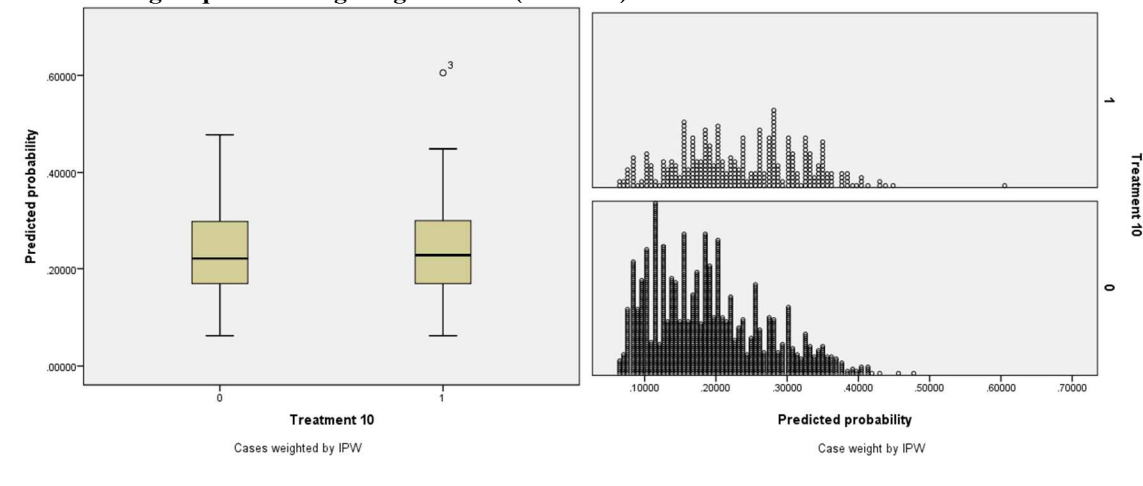 Predicted probability
.60000
.40000
.20000
.00000
3
0
1
Treatment 10
Cases weighted by IPW
1
0
Treatment 10
.10000
.20000
.30000
.40000
.50000
.60000
.70000
Predicted probability
Case weight by IPW